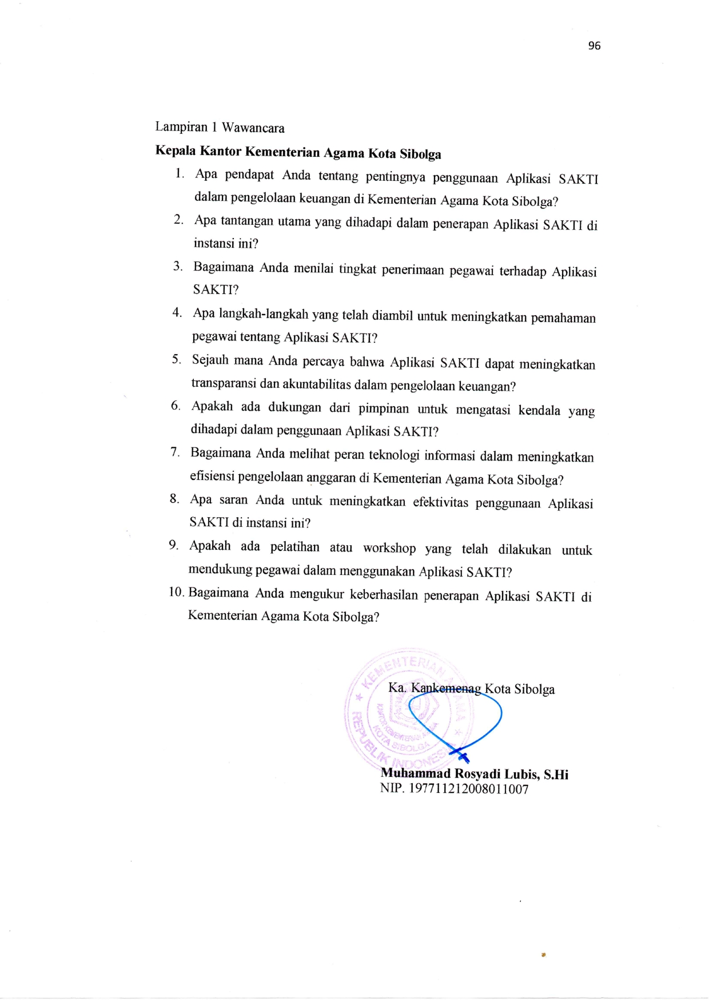 96
Lampiran 1 Wawancara
Kepala Kantor Kementerian Agama Kota Sibolga
1. Apa pendapat Anda tentang pentingnya penggunaan Aplikasi SAKTI
dalam pengelolaan keuangan di Kementerian Agama Kota Sibolga?
2. Apa tantangan utama yang dihadapi dalam penerapan Aplikasi SAKTI di
instansi ini?
3. Bagaimana Anda menilai tingkat penerimaan pegawai terhadap Aplikasi
SAKTI?
4. Apa langkah-langkah yang telah diambil untuk meningkatkan pemahaman
pegawai tentang Aplikasi SAKTI?
5. Sejauh mana Anda percaya bahwa Aplikasi SAKTI dapat meningkatkan
transparansi dan akuntabilitas dalam pengelolaan keuangan?
6. Apakah ada dukungan dari pimpinan untuk mengatasi kendala yang
dihadapi dalam penggunaan Aplikasi SAKTI?
7. Bagaimana Anda melihat peran teknologi informasi dalam meningkatkan
efisiensi pengelolaan anggaran di Kementerian Agama Kota Sibolga?
8. Apa saran Anda untuk meningkatkan efektivitas penggunaan Aplikasi
SAKTI di instansi ini?
9. Apakah ada pelatihan atau workshop yang telah dilakukan untuk
mendukung pegawai dalam menggunakan Aplikasi SAKTI?
10. Bagaimana Anda mengukur keberhasilan penerapan Aplikasi SAKTI di
Kementerian Agama Kota Sibolga?
KEMENTERIAN AGAMA
REPUBLIK INDONESIA
KANTOR KEMENTERIAN AGAMA
KOTA SIBOLGA
Ka. Kankemenag Kota Sibolga
Muhammad Rosyadi Lubis, S.Hi
NIP. 197711212008011007